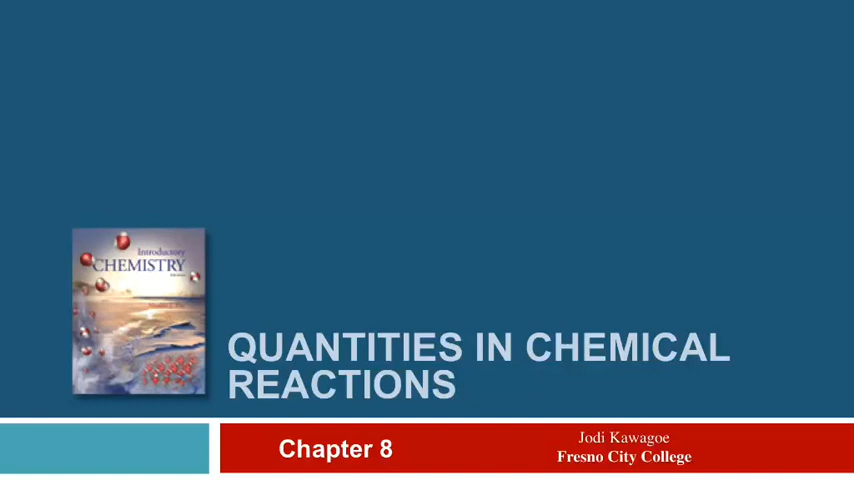 Introductory
CHEMISTRY
QUANTITIES IN CHEMICAL
REACTIONS
Chapter 8
Jodi Kawagoe
Fresno City College